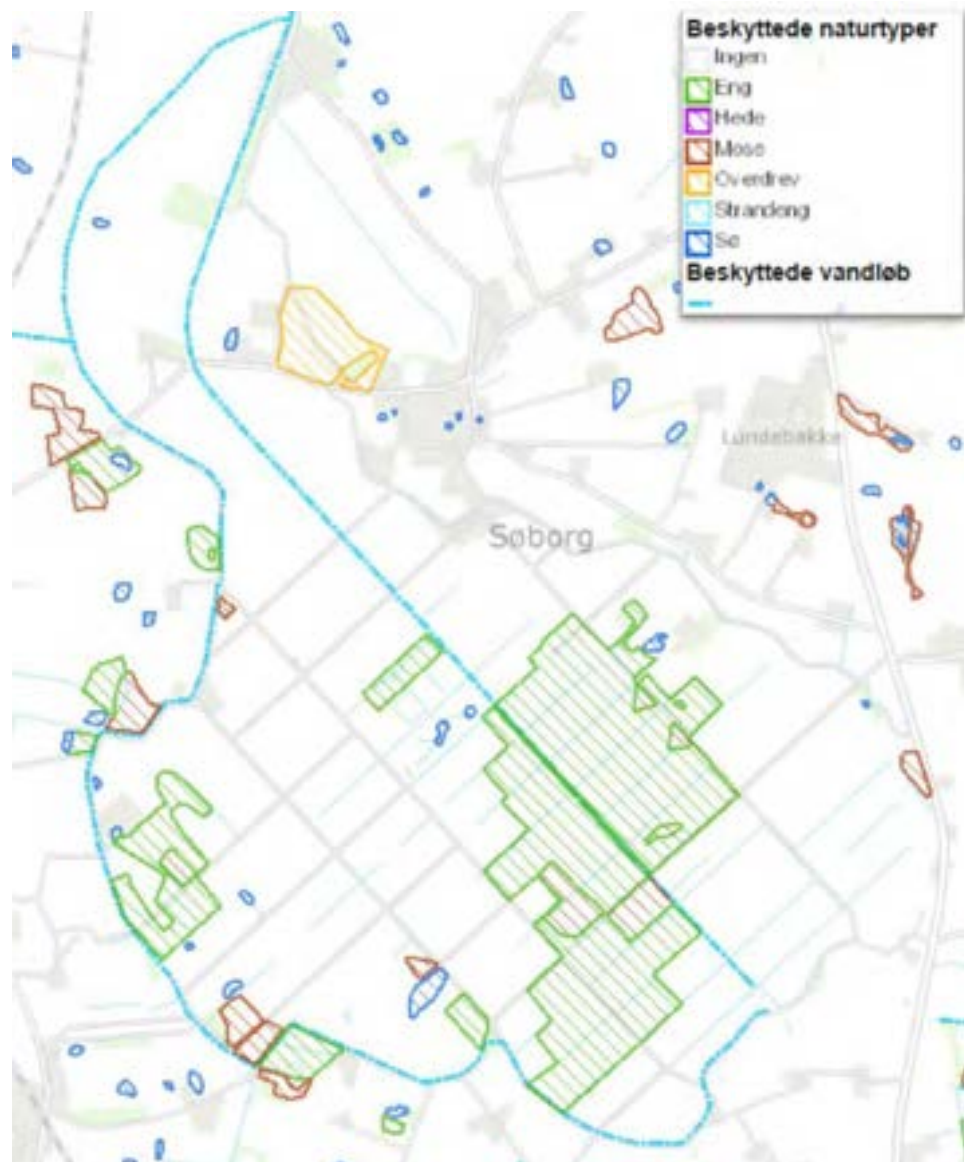 Beskyttede naturtyper
Ingen
Eng
Hede
Mose
Overdrev
Strandeng
Sø
Beskyttede vandløb
Lundebakke
Søborg